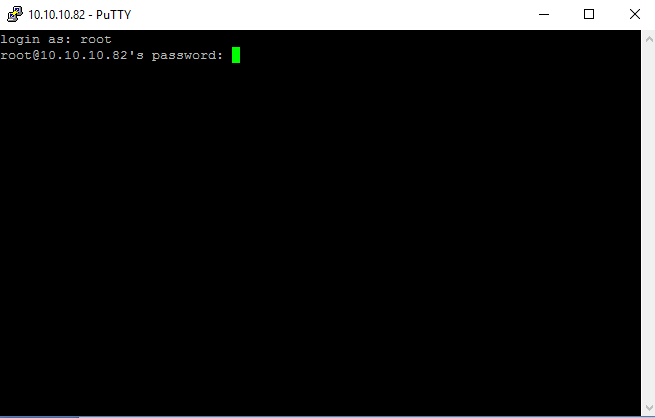 10.10.10.82 - PuTTY
login as: root
root@10.10.10.82's password: